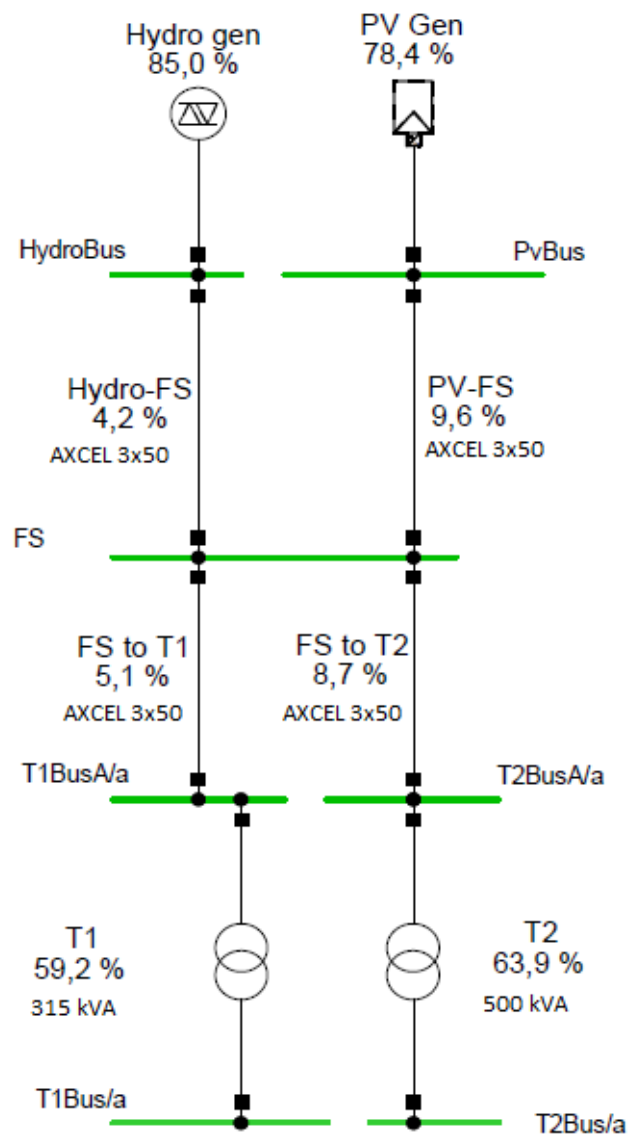 Hydro gen
85,0 %
PV Gen
78,4 %
HydroBus
PvBus
Hydro-FS
4,2 %
AXCEL 3x50
PV-FS
9,6 %
AXCEL 3x50
FS
FS to T1
5,1 %
AXCEL 3x50
FS to T2
8,7 %
AXCEL 3x50
T1BusA/a
T2BusA/a
T1
59,2 %
315 kVA
T2
63,9 %
500 kVA
T1Bus/a
T2Bus/a